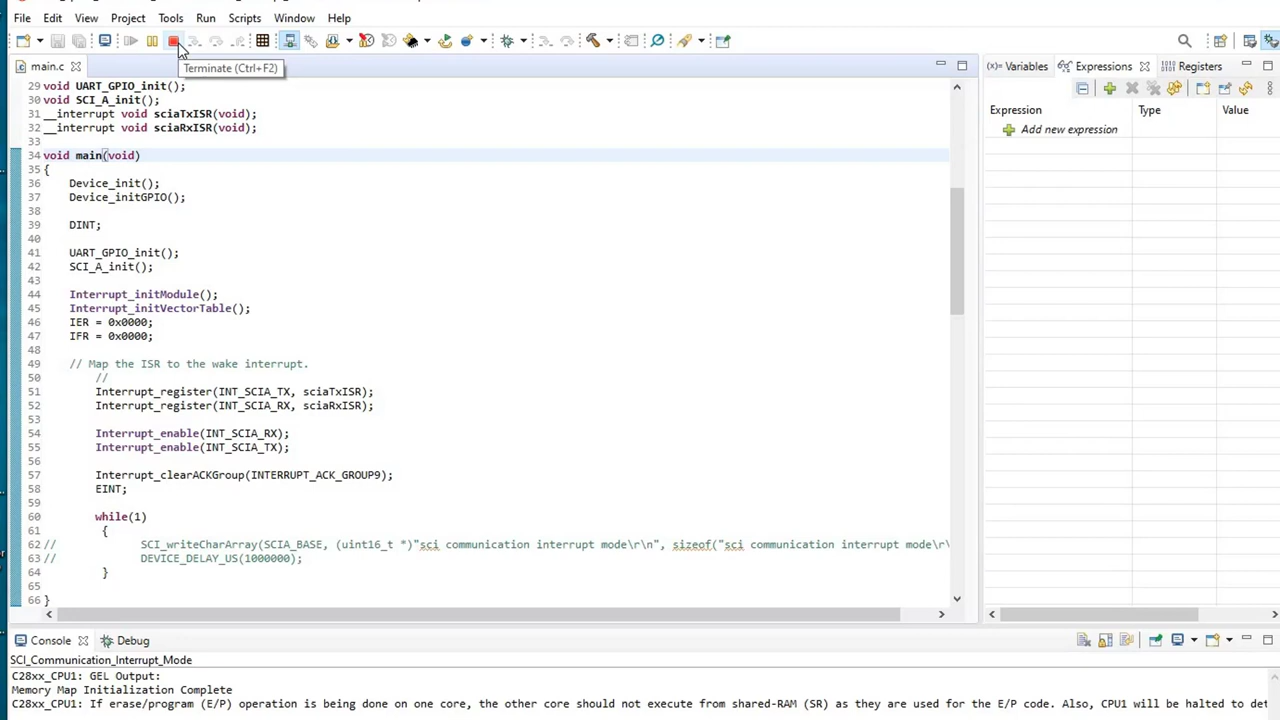 File Edit View Project Tools Run Scripts Window Help
main.c
Terminate (Ctrl+F2)
Variables Expressions Registers
29 void UART_GPIO_init();
30 void SCI_A_init();
31 __interrupt void sciaTxISR(void);
32 __interrupt void sciaRxISR(void);
33
34 void main(void)
35 {
36 Device_init();
37 Device_initGPIO();
38
39 DINT;
40
41 UART_GPIO_init();
42 SCI_A_init();
43
44 Interrupt_initModule();
45 Interrupt_initVectorTable();
46 IER = 0x0000;
47 IFR = 0x0000;
48
49 // Map the ISR to the wake interrupt.
50 //
51 Interrupt_register(INT_SCIA_TX, sciaTxISR);
52 Interrupt_register(INT_SCIA_RX, sciaRxISR);
53
54 Interrupt_enable(INT_SCIA_RX);
55 Interrupt_enable(INT_SCIA_TX);
56
57 Interrupt_clearACKGroup(INTERRUPT_ACK_GROUP9);
58 EINT;
59
60 while(1)
61 {
62 // SCI_writeCharArray(SCIA_BASE, (uint16_t *)"sci communication interrupt mode\r\n", sizeof("sci communication interrupt mode\r\
63 // DEVICE_DELAY_US(1000000);
64 }
65
66 }
Expression Type Value
Add new expression
Console Debug
SCI_Communication_Interrupt_Mode
C28xx_CPU1: GEL Output:
Memory Map Initialization Complete
C28xx_CPU1: If erase/program (E/P) operation is being done on one core, the other core should not execute from shared-RAM (SR) as they are used for the E/P code. Also, CPU1 will be halted to det